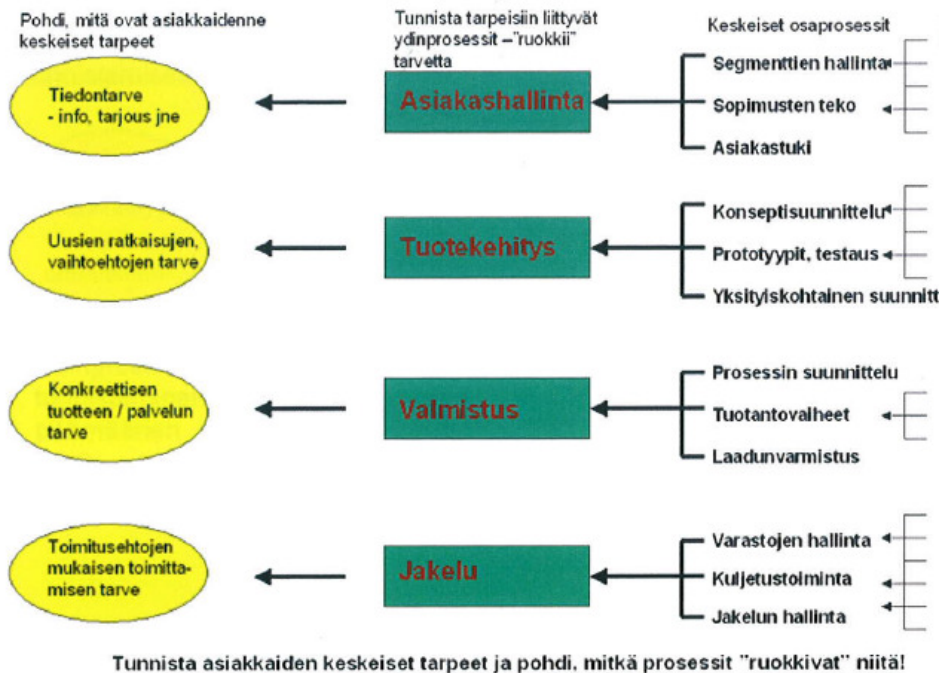 Pohdi, mitä ovat asiakkaidenne
keskeiset tarpeet
Tunnista tarpeisiin liittyvät
ydinprosessit –"ruokkii"
tarvetta
Keskeiset osaprosessit
Tiedontarve
- info, tarjous jne
Asiakashallinta
Segmenttien hallinta
Sopimusten teko
Asiakastuki
Uusien ratkaisujen,
vaihtoehtojen tarve
Tuotekehitys
Konseptisuunnittelu
Prototyypit, testaus
Yksityiskohtainen suunnitt
Konkreettisen
tuotteen / palvelun
tarve
Valmistus
Prosessin suunnittelu
Tuotantovaiheet
Laadunvarmistus
Toimitusehtojen
mukaisen toimitta-
misen tarve
Jakelu
Varastojen hallinta
Kuljetustoiminta
Jakelun hallinta
Tunnista asiakkaiden keskeiset tarpeet ja pohdi, mitkä prosessit "ruokkivat" niitä!